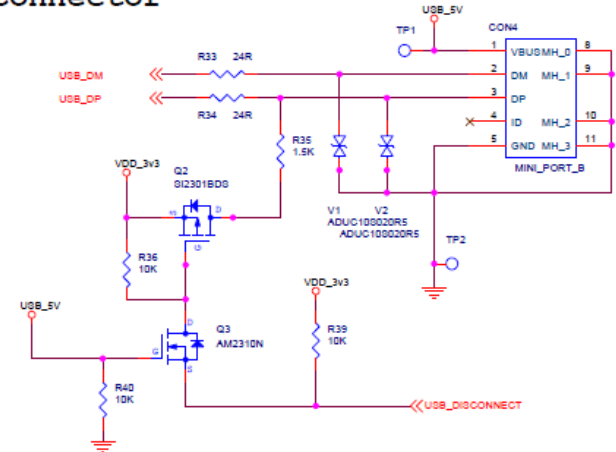 connector
USB_5V
TP1
CON4
R33 24R
USB_DM
1 VBUS MH_0 8
2 DM MH_1 9
USB_DP
3 DP
R34 24R
4 ID MH_2 10
5 GND MH_3 11
R35
1.5K
MINI_PORT_B
VDD_3v3
Q2
SI2301BDS
S
D
G
V1 V2
ADUC10S020R5
ADUC10S020R5
TP2
R36
10K
VDD_3v3
USB_5V
D
Q3
AM2310N
G
S
R39
10K
R40
10K
USB_DISCONNECT